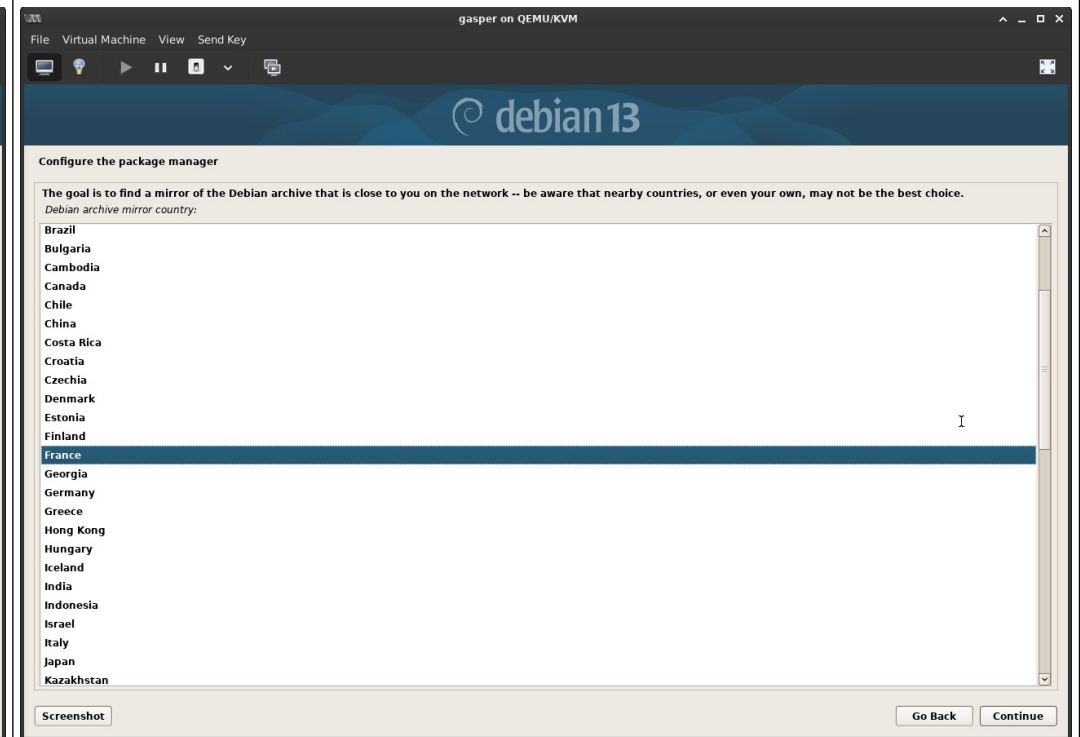 gasper on QEMU/KVM
File Virtual Machine View Send Key
debian 13
Configure the package manager
The goal is to find a mirror of the Debian archive that is close to you on the network -- be aware that nearby countries, or even your own, may not be the best choice.
Debian archive mirror country:
Brazil
Bulgaria
Cambodia
Canada
Chile
China
Costa Rica
Croatia
Czechia
Denmark
Estonia
Finland
France
Georgia
Germany
Greece
Hong Kong
Hungary
Iceland
India
Indonesia
Israel
Italy
Japan
Kazakhstan
Screenshot Go Back Continue